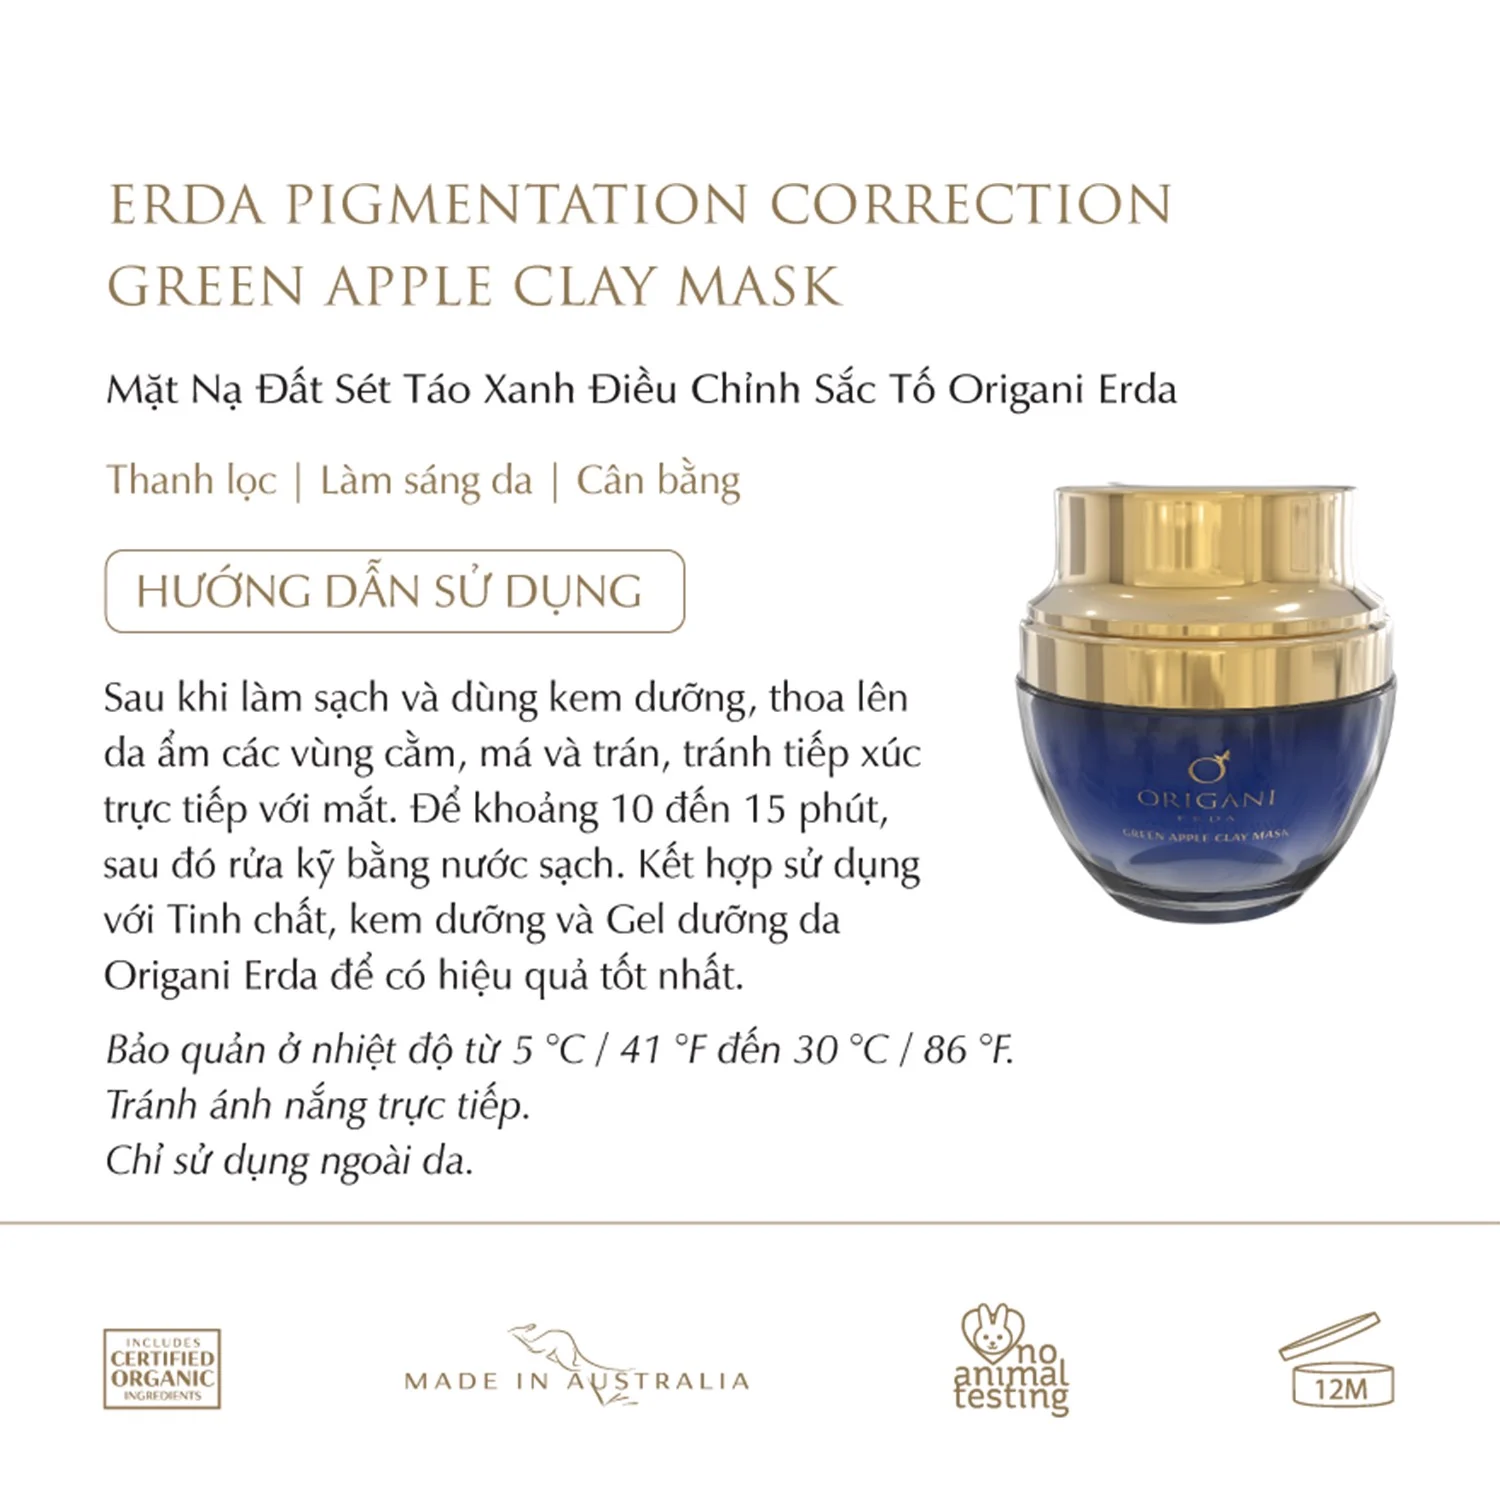 ERDA PIGMENTATION CORRECTION
GREEN APPLE CLAY MASK
Mặt Nạ Đất Sét Táo Xanh Điều Chỉnh Sắc Tố Origani Erda
Thanh lọc | Làm sáng da | Cân bằng
HƯỚNG DẪN SỬ DỤNG
Sau khi làm sạch và dùng kem dưỡng, thoa lên
da ẩm các vùng cằm, má và trán, tránh tiếp xúc
trực tiếp với mắt. Để khoảng 10 đến 15 phút,
sau đó rửa kỹ bằng nước sạch. Kết hợp sử dụng
với Tinh chất, kem dưỡng và Gel dưỡng da
Origani Erda để có hiệu quả tốt nhất.
Bảo quản ở nhiệt độ từ 5 °C / 41 °F đến 30 °C / 86 °F.
Tránh ánh nắng trực tiếp.
Chỉ sử dụng ngoài da.
ORIGANI
ERDA
GREEN APPLE CLAY MASK
INCLUDES
CERTIFIED
ORGANIC
INGREDIENTS
MADE IN AUSTRALIA
no
animal
testing
12M